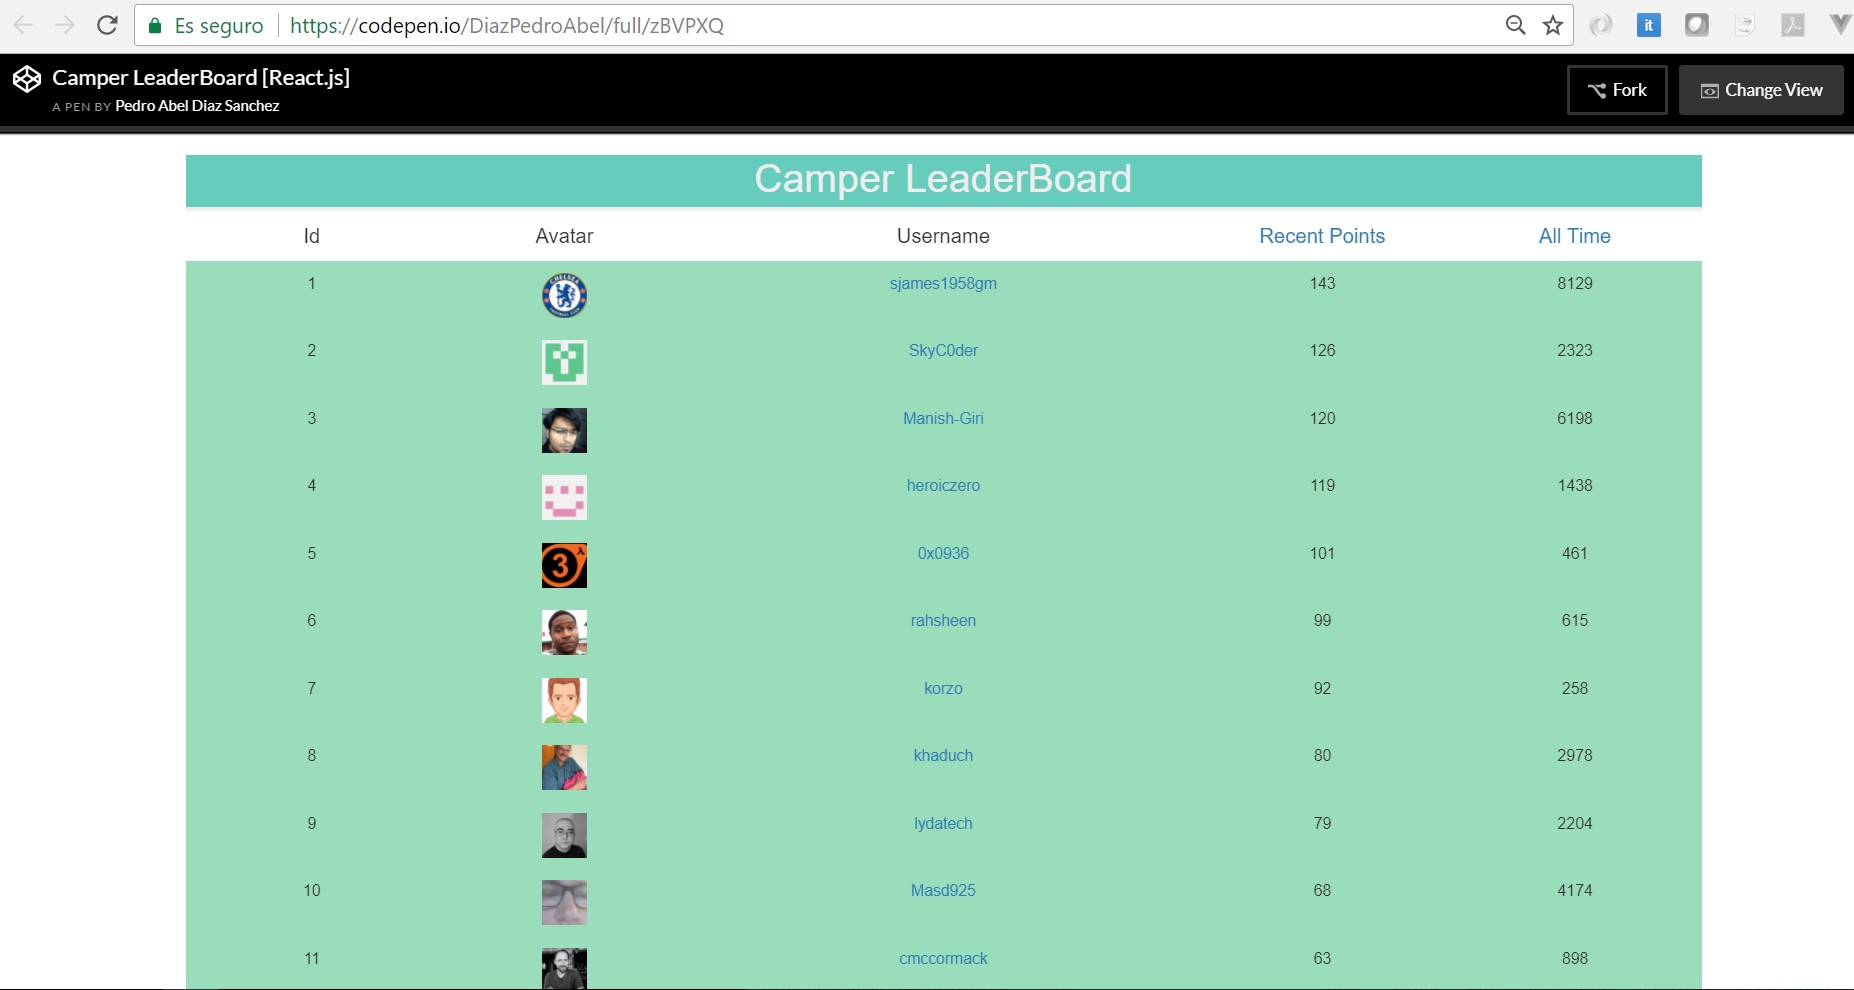 Es seguro https://codepen.io/DiazPedroAbel/full/zBVPXQ it
Camper LeaderBoard [React.js]
A PEN BY Pedro Abel Diaz Sanchez
Fork Change View
Camper LeaderBoard
Id Avatar Username Recent Points All Time
1 sjames1958gm 143 8129
2 SkyC0der 126 2323
3 Manish-Giri 120 6198
4 heroiczero 119 1438
5 3 λ 0x0936 101 461
6 rahsheen 99 615
7 korzo 92 258
8 khaduch 80 2978
9 lydatech 79 2204
10 Masd925 68 4174
11 cmccormack 63 898